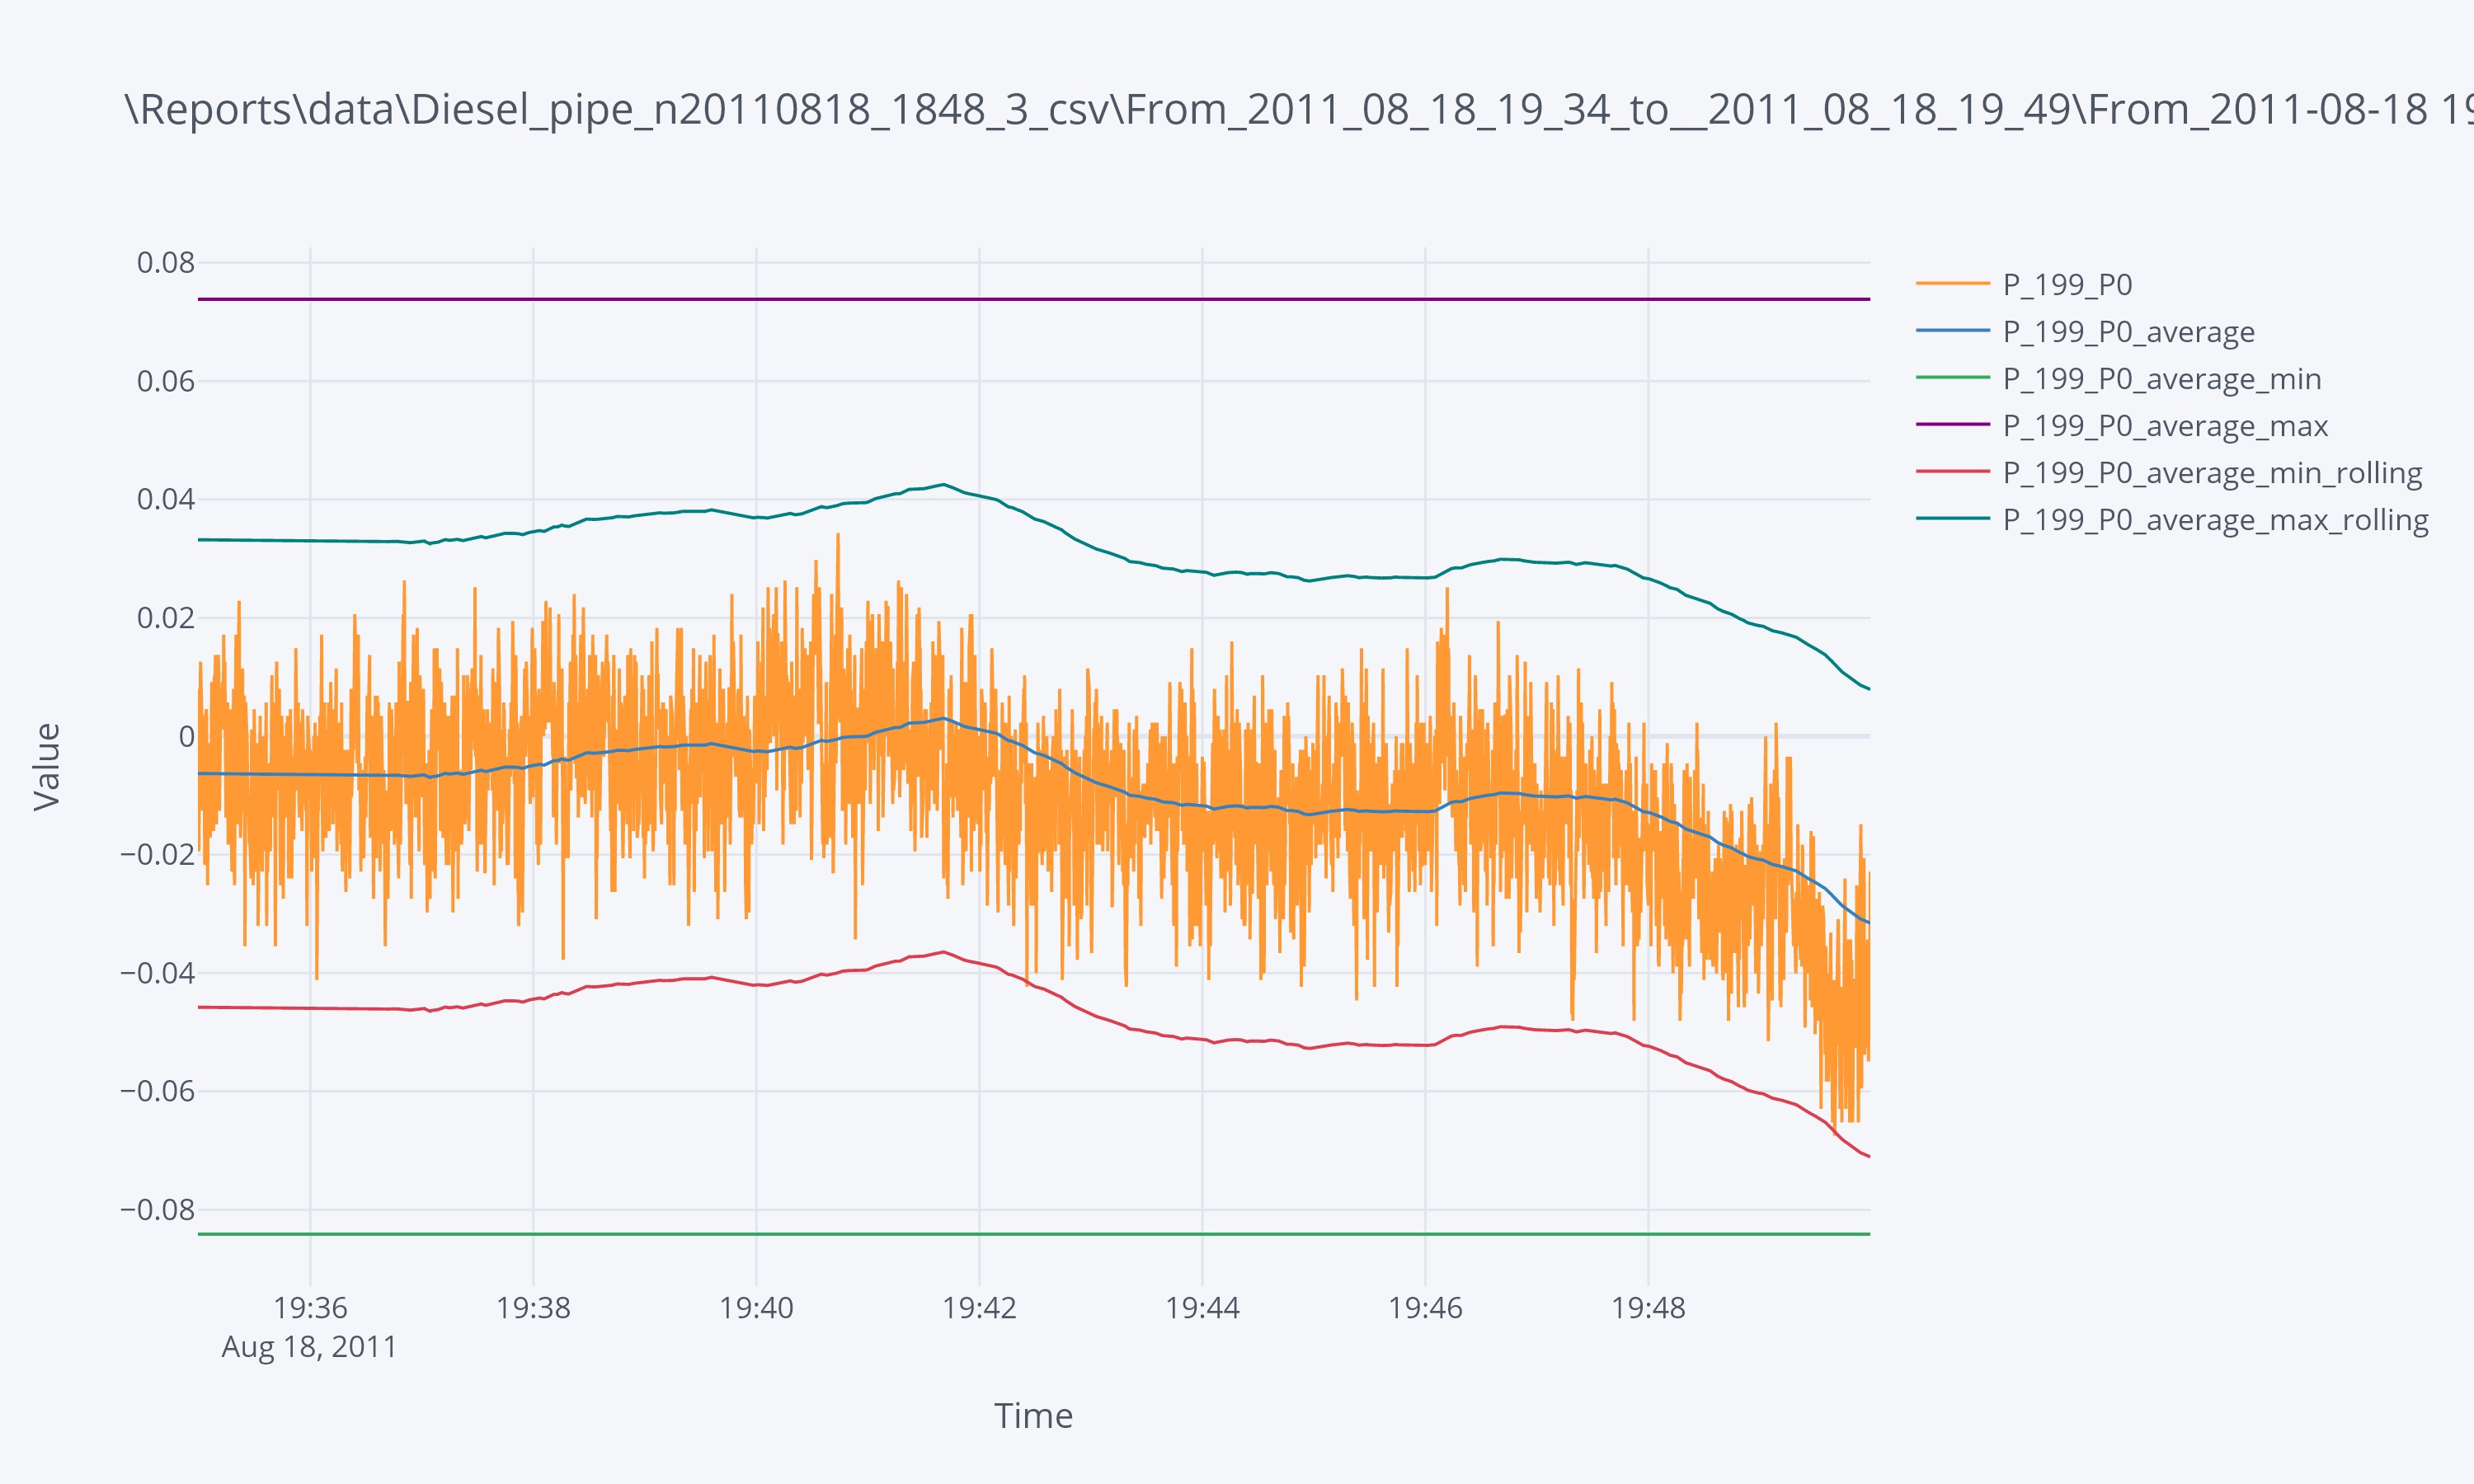 \Reports\data\Diesel_pipe_n20110818_1848_3_csv\From_2011_08_18_19_34_to__2011_08_18_19_49\From_2011-08-18 19
0.08
0.06
0.04
0.02
0
−0.02
−0.04
−0.06
−0.08
Value
P_199_P0
P_199_P0_average
P_199_P0_average_min
P_199_P0_average_max
P_199_P0_average_min_rolling
P_199_P0_average_max_rolling
19:36 19:38 19:40 19:42 19:44 19:46 19:48
Aug 18, 2011
Time